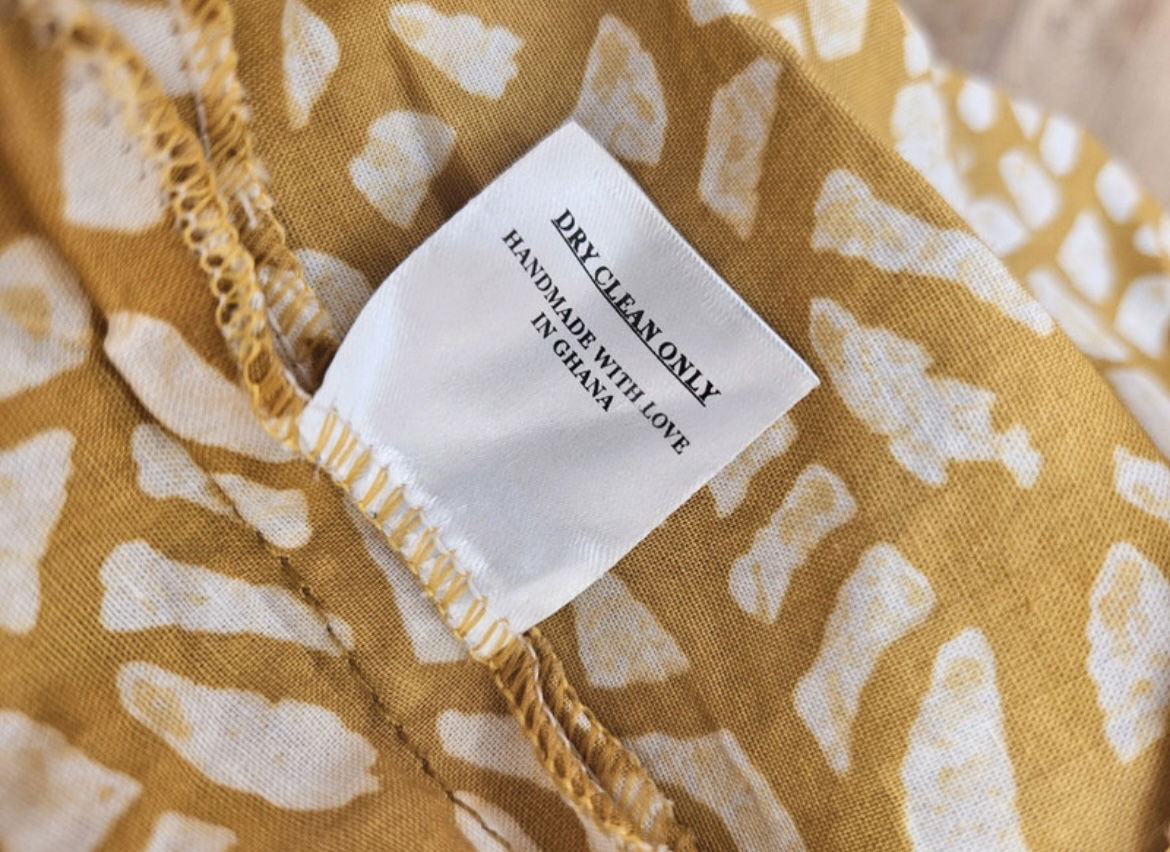 DRY CLEAN ONLY
HANDMADE WITH LOVE
IN GHANA